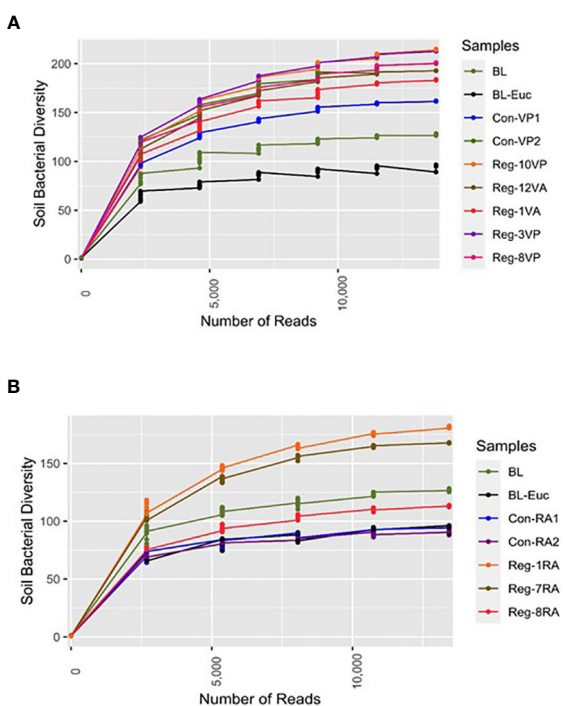 A
Soil Bacterial Diversity
200
150
100
50
0
0
5,000
10,000
Number of Reads
Samples
BL
BL-Euc
Con-VP1
Con-VP2
Reg-10VP
Reg-12VA
Reg-1VA
Reg-3VP
Reg-8VP
B
Soil Bacterial Diversity
150
100
50
0
0
5,000
10,000
Number of Reads
Samples
BL
BL-Euc
Con-RA1
Con-RA2
Reg-1RA
Reg-7RA
Reg-8RA